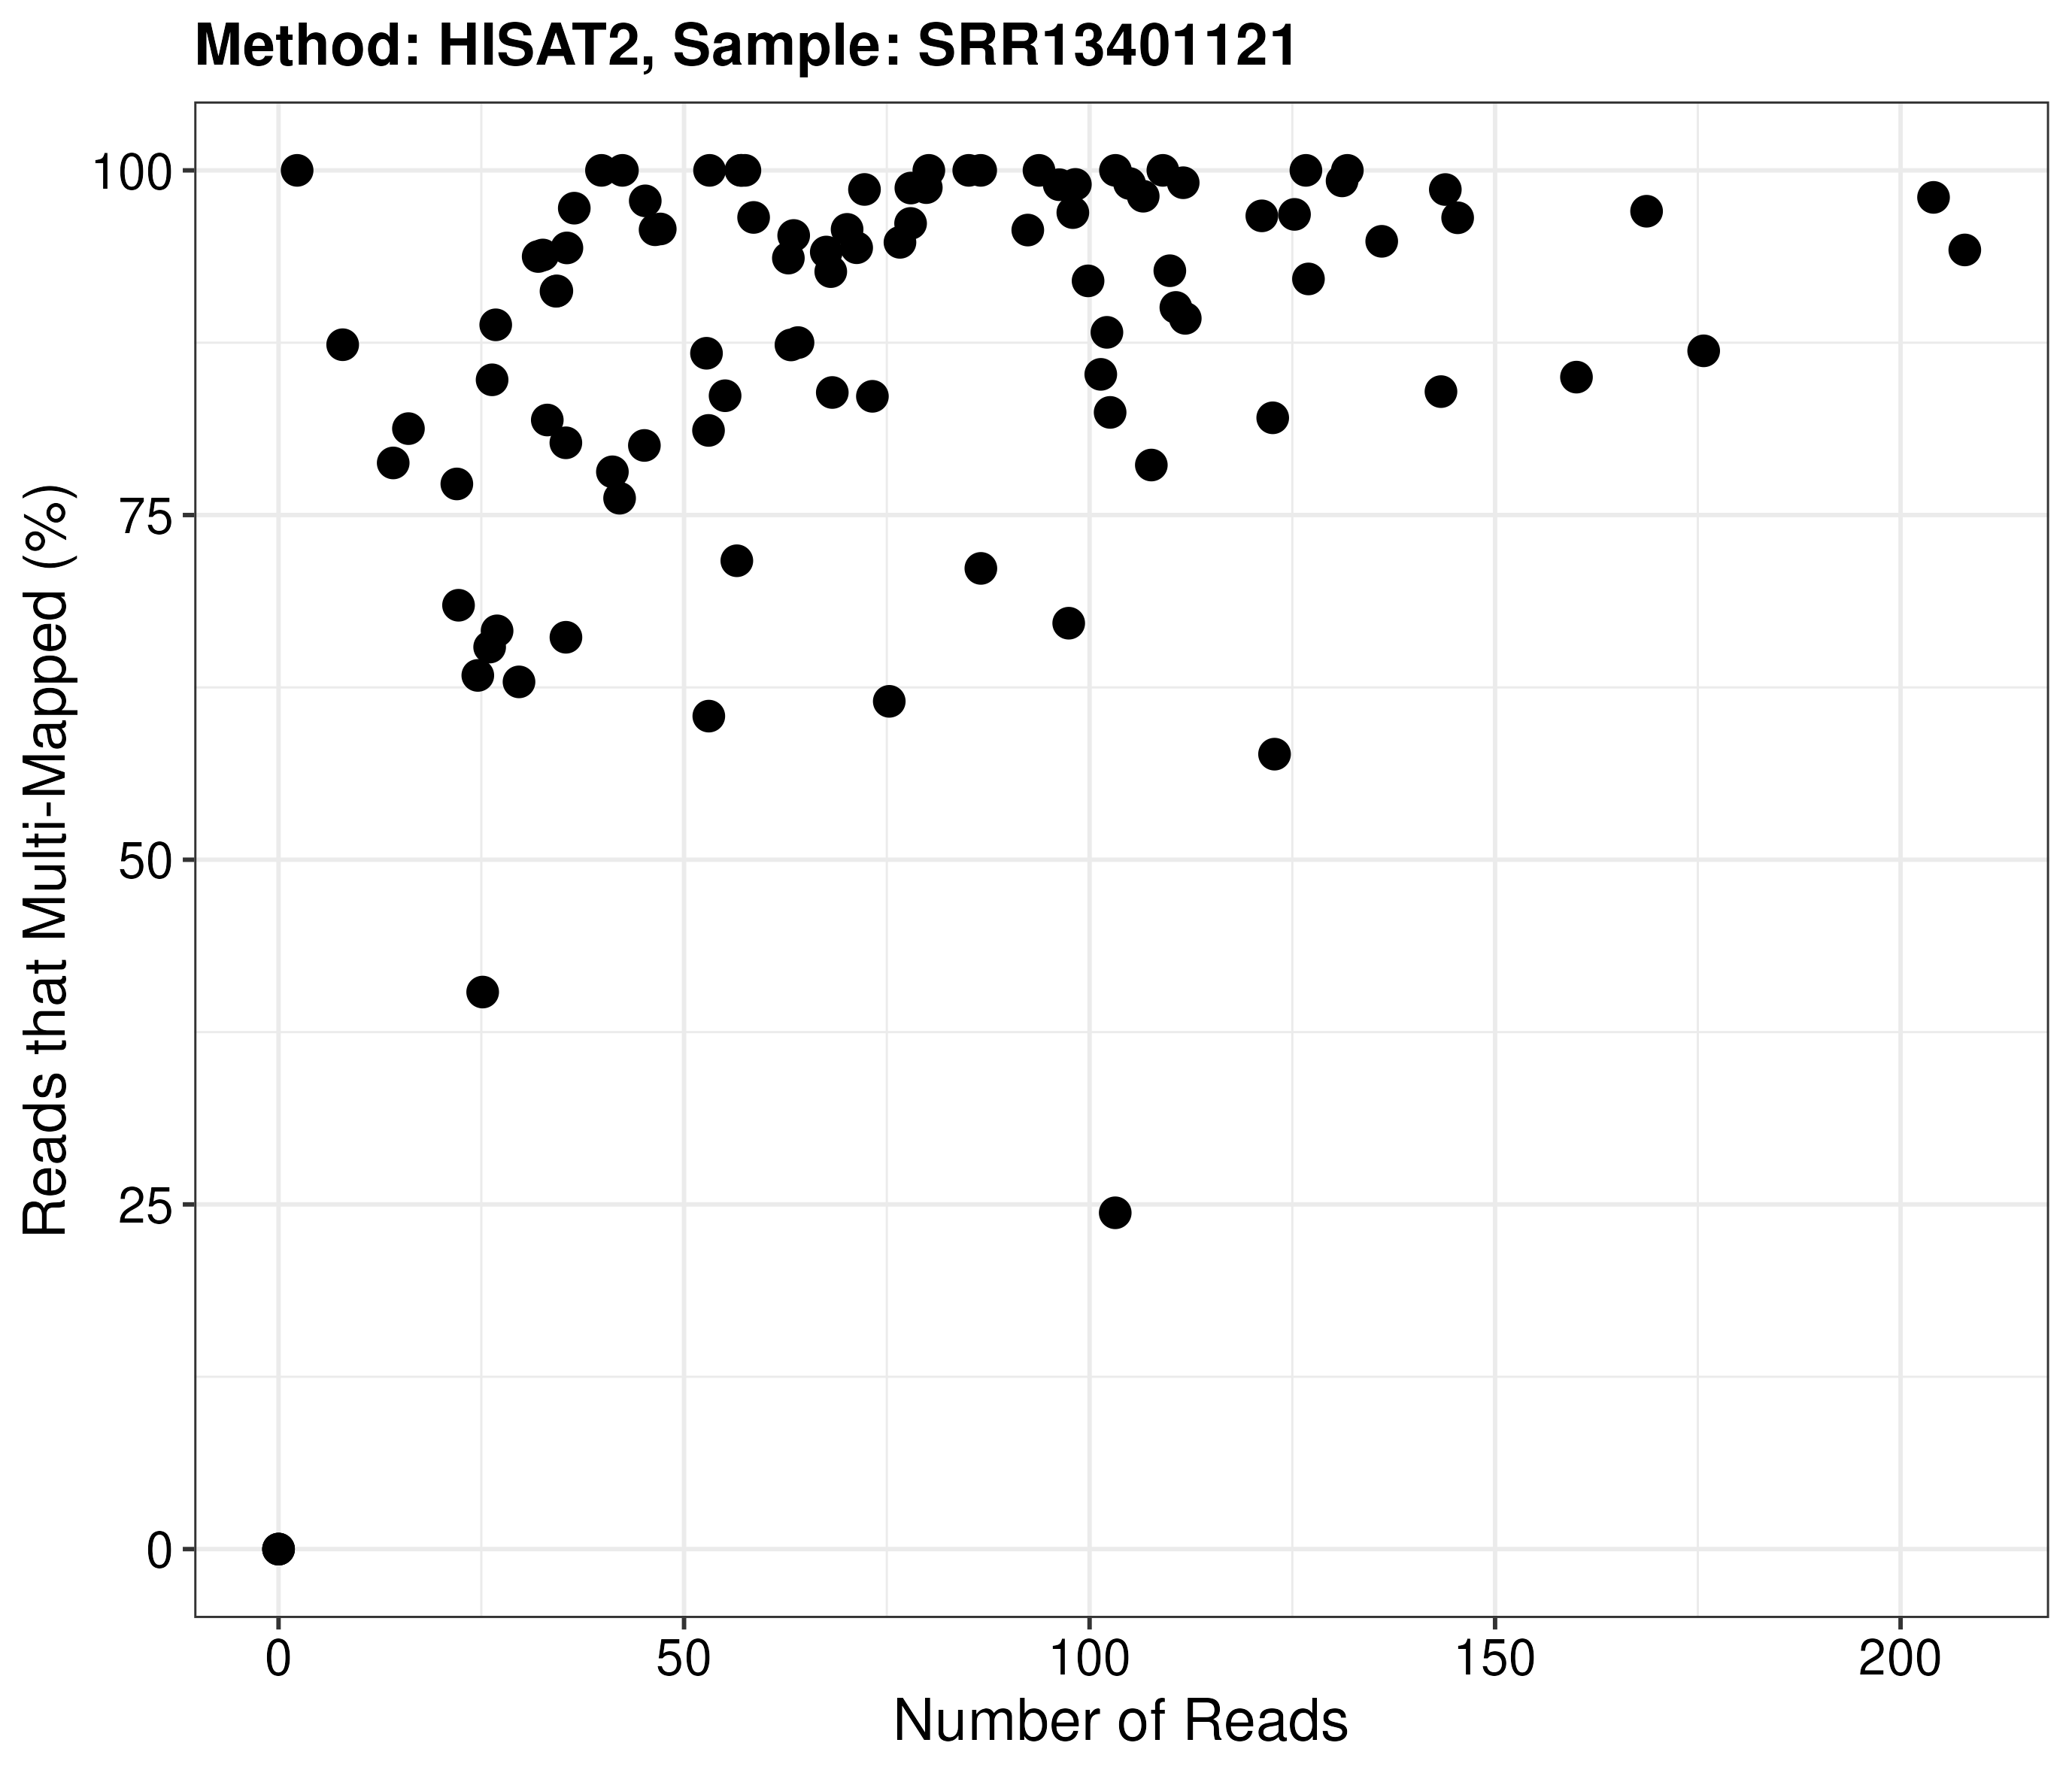 Method: HISAT2, Sample: SRR13401121
Reads that Multi-Mapped (%)
100
75
50
25
0
0 50 100 150 200
Number of Reads